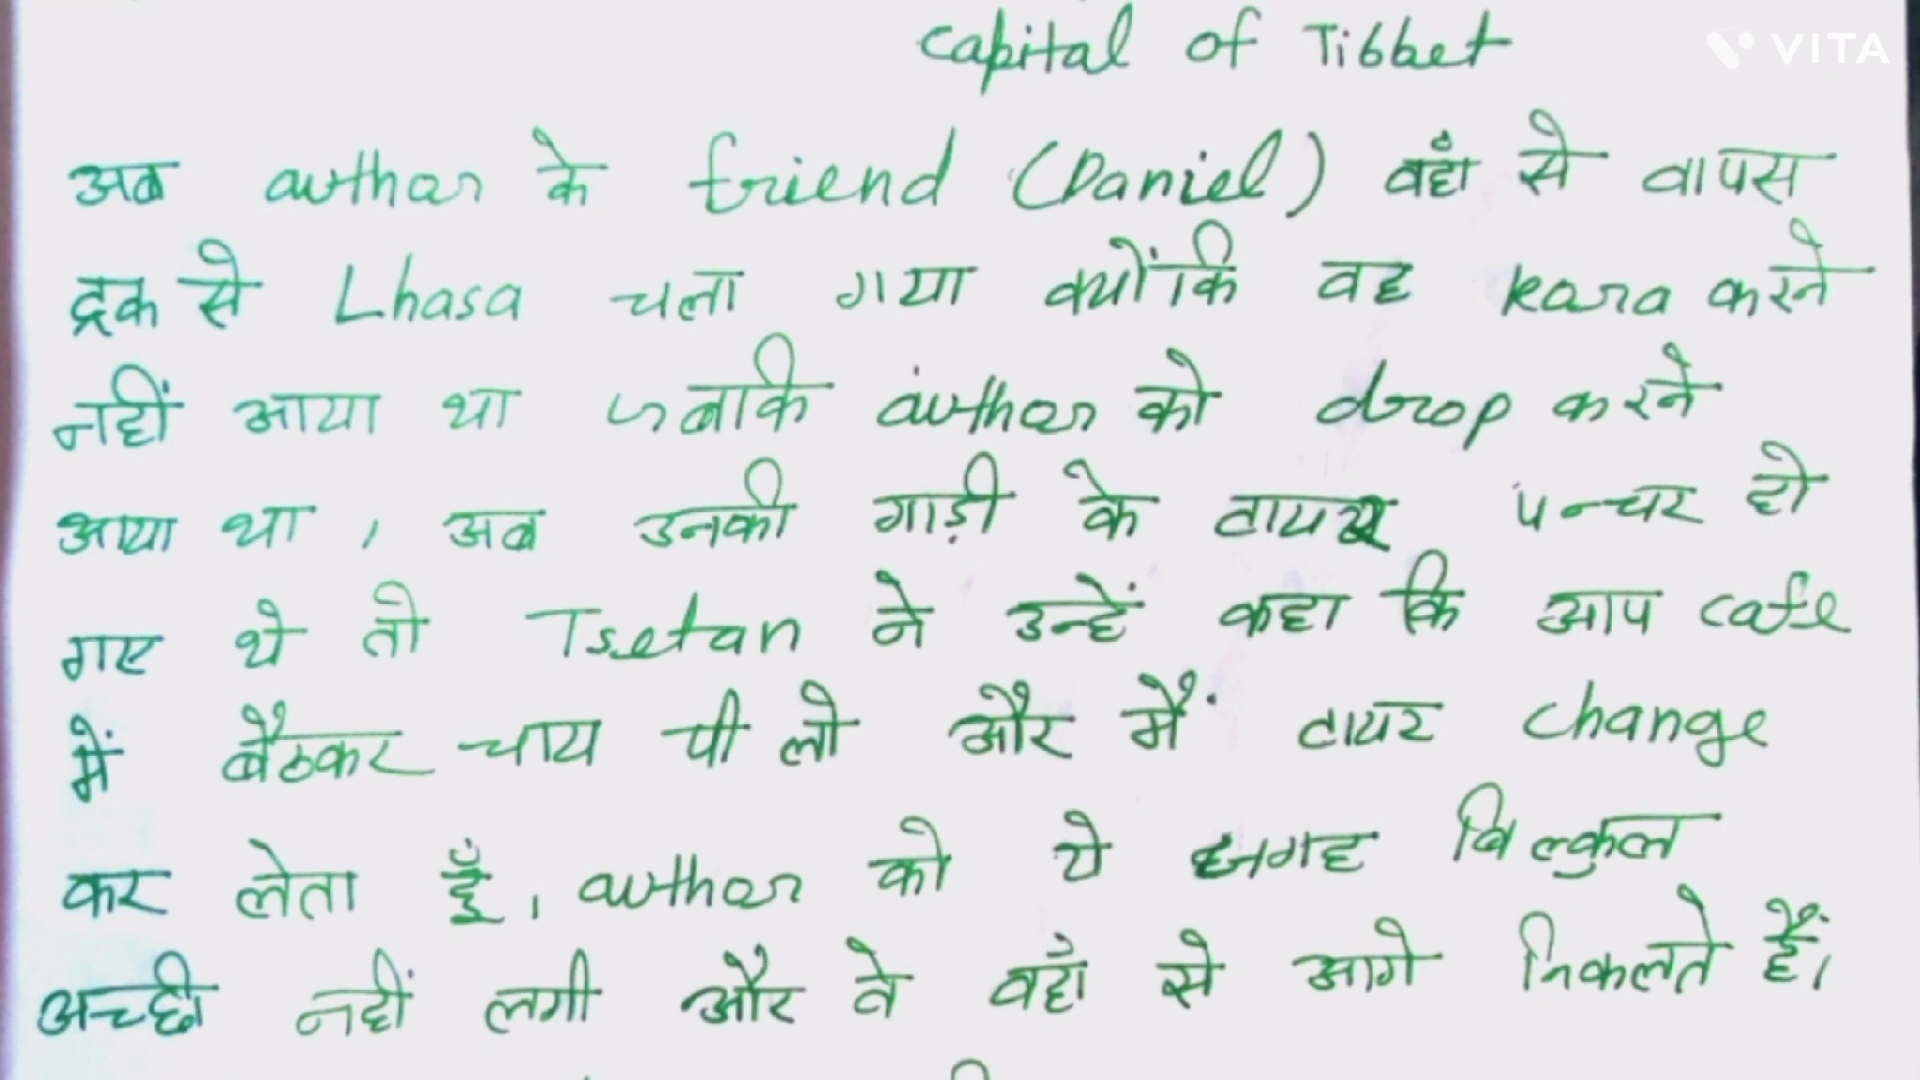 Capital of Tibbet
VITA
अब author के friend (Daniel) वहाँ से वापस
ट्रक से Lhasa चला गया क्योंकि वह kora करने
नहीं आया था जबकि author को drop करने
आया था, अब उनकी गाड़ी के टायर पन्चर हो
गए थे तो Tsetan ने उन्हें कहा कि आप cafe
में बैठकर चाय पी लो और मैं टायर change
कर लेता हूँ, author को ये जगह बिल्कुल
अच्छी नहीं लगी और वे वहाँ से आगे निकलते हैं,